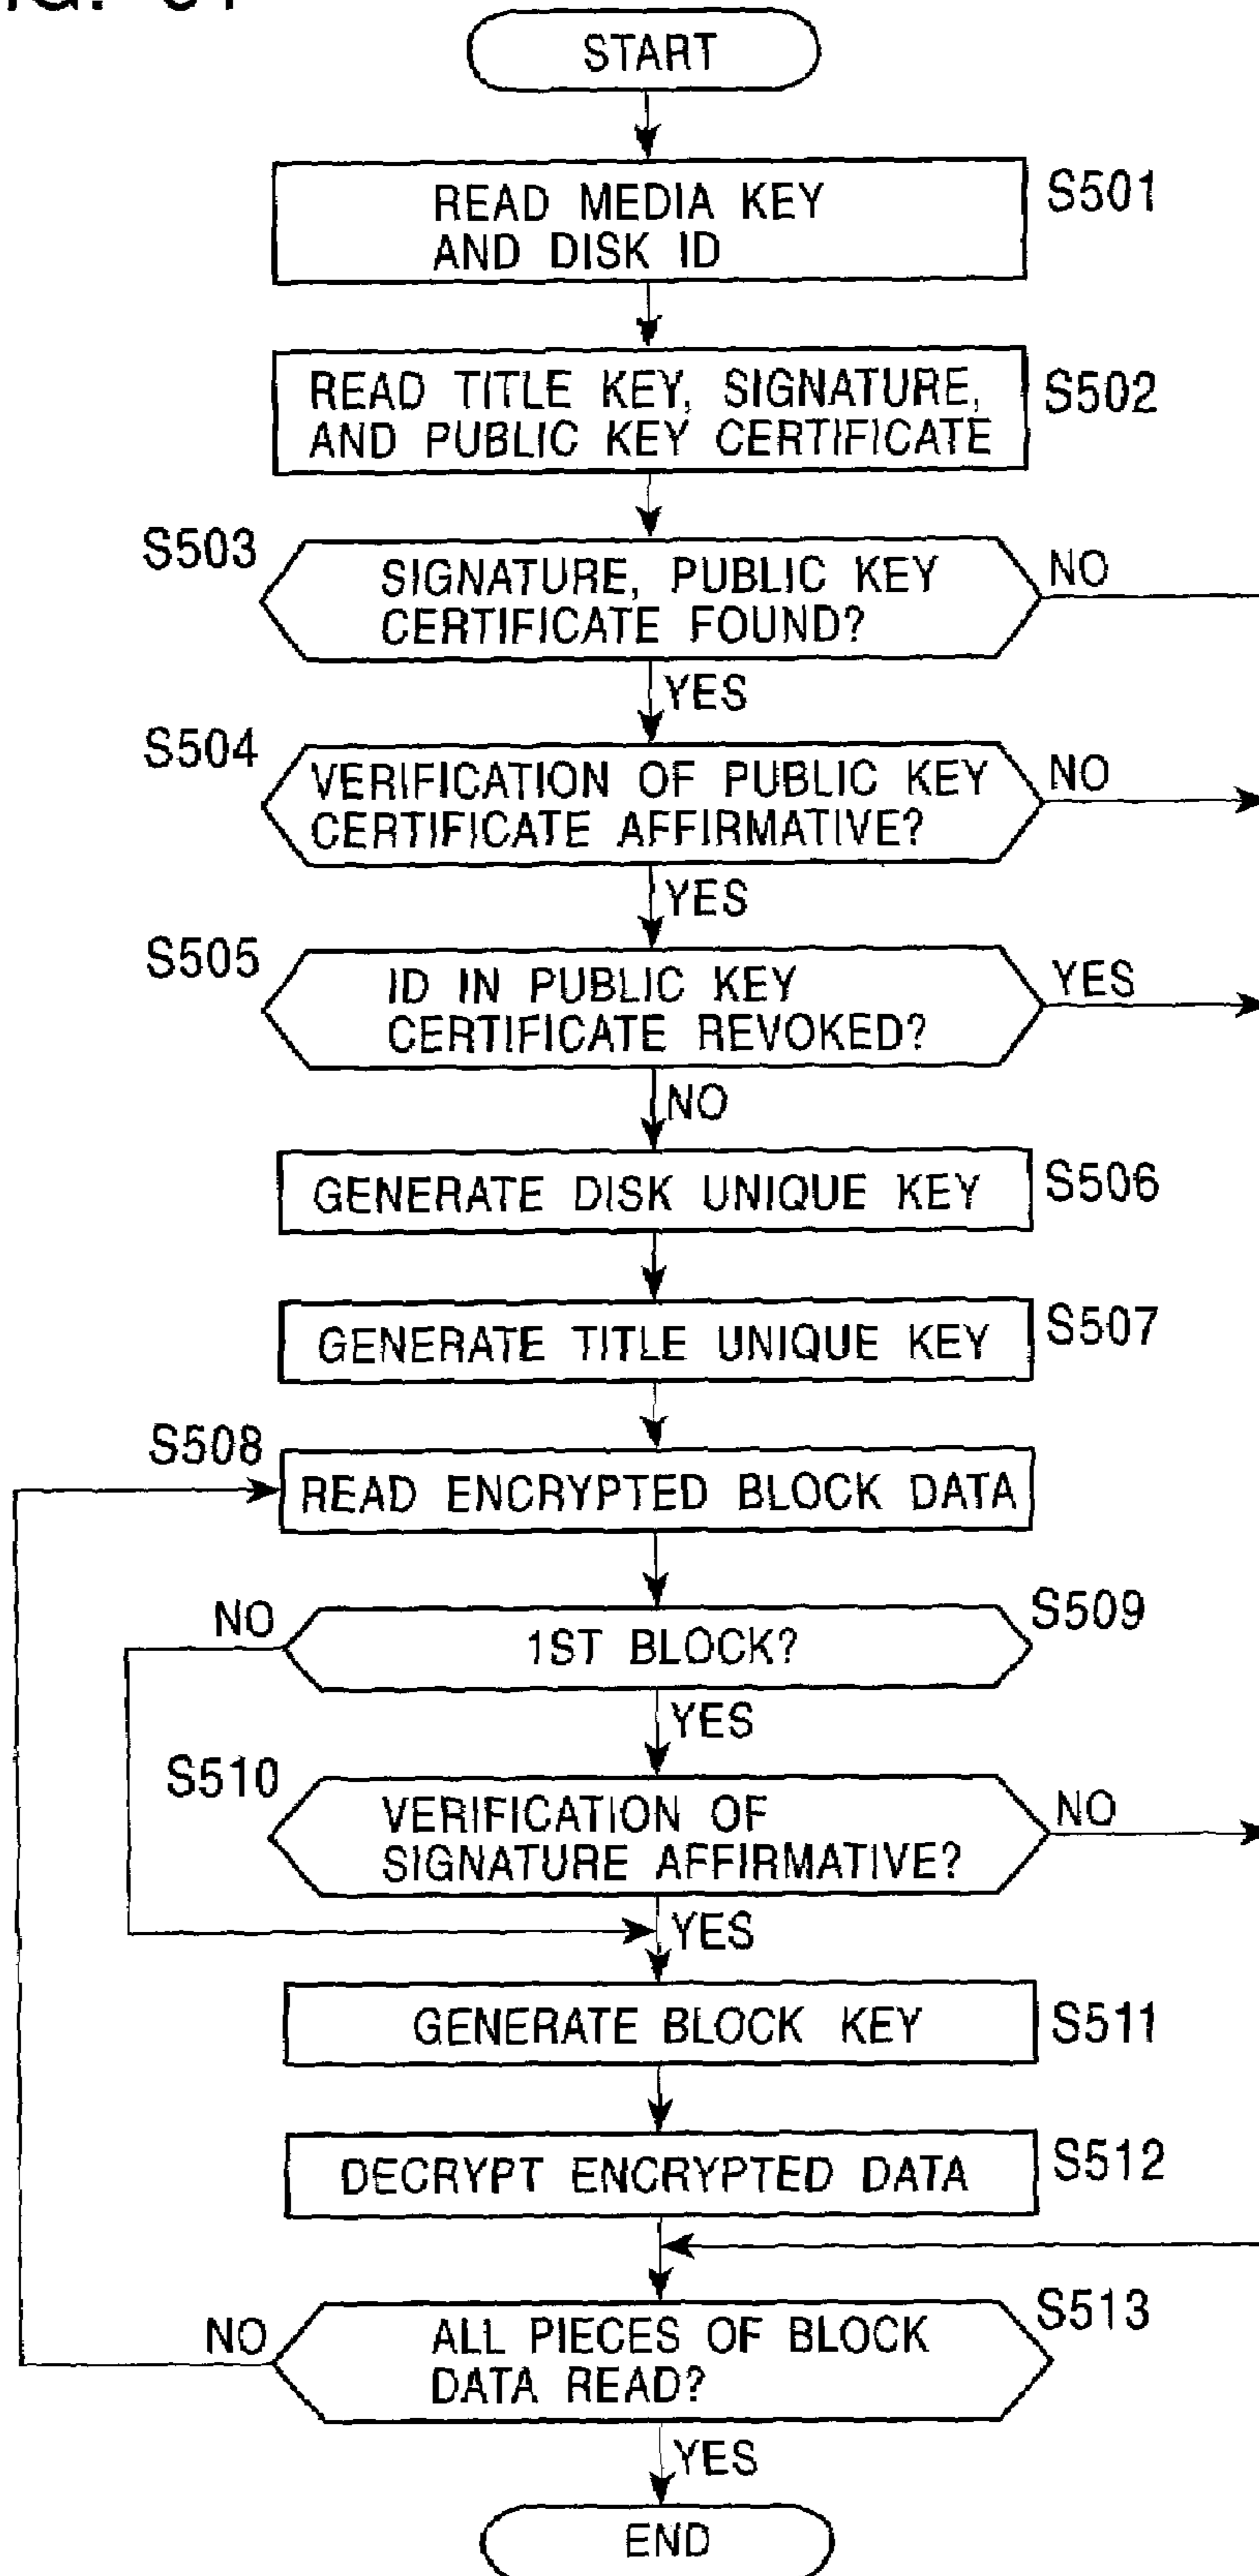 START
READ MEDIA KEY
AND DISK ID
S501
READ TITLE KEY, SIGNATURE,
AND PUBLIC KEY CERTIFICATE
S502
S503
SIGNATURE, PUBLIC KEY
CERTIFICATE FOUND?
NO
YES
S504
VERIFICATION OF PUBLIC KEY
CERTIFICATE AFFIRMATIVE?
NO
YES
S505
ID IN PUBLIC KEY
CERTIFICATE REVOKED?
YES
NO
GENERATE DISK UNIQUE KEY
S506
GENERATE TITLE UNIQUE KEY
S507
S508
READ ENCRYPTED BLOCK DATA
NO
1ST BLOCK?
S509
YES
S510
VERIFICATION OF
SIGNATURE AFFIRMATIVE?
NO
YES
GENERATE BLOCK KEY
S511
DECRYPT ENCRYPTED DATA
S512
NO
ALL PIECES OF BLOCK
DATA READ?
S513
YES
END